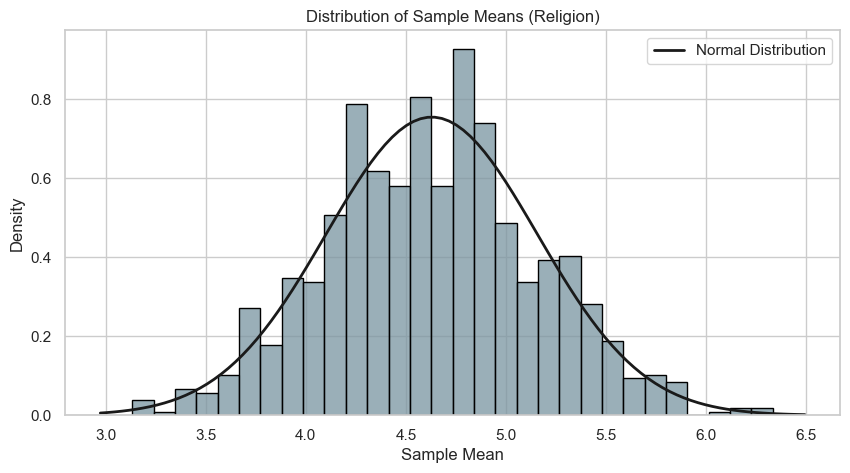 Distribution of Sample Means (Religion)
Normal Distribution
Density
0.8
0.6
0.4
0.2
0.0
3.0 3.5 4.0 4.5 5.0 5.5 6.0 6.5
Sample Mean